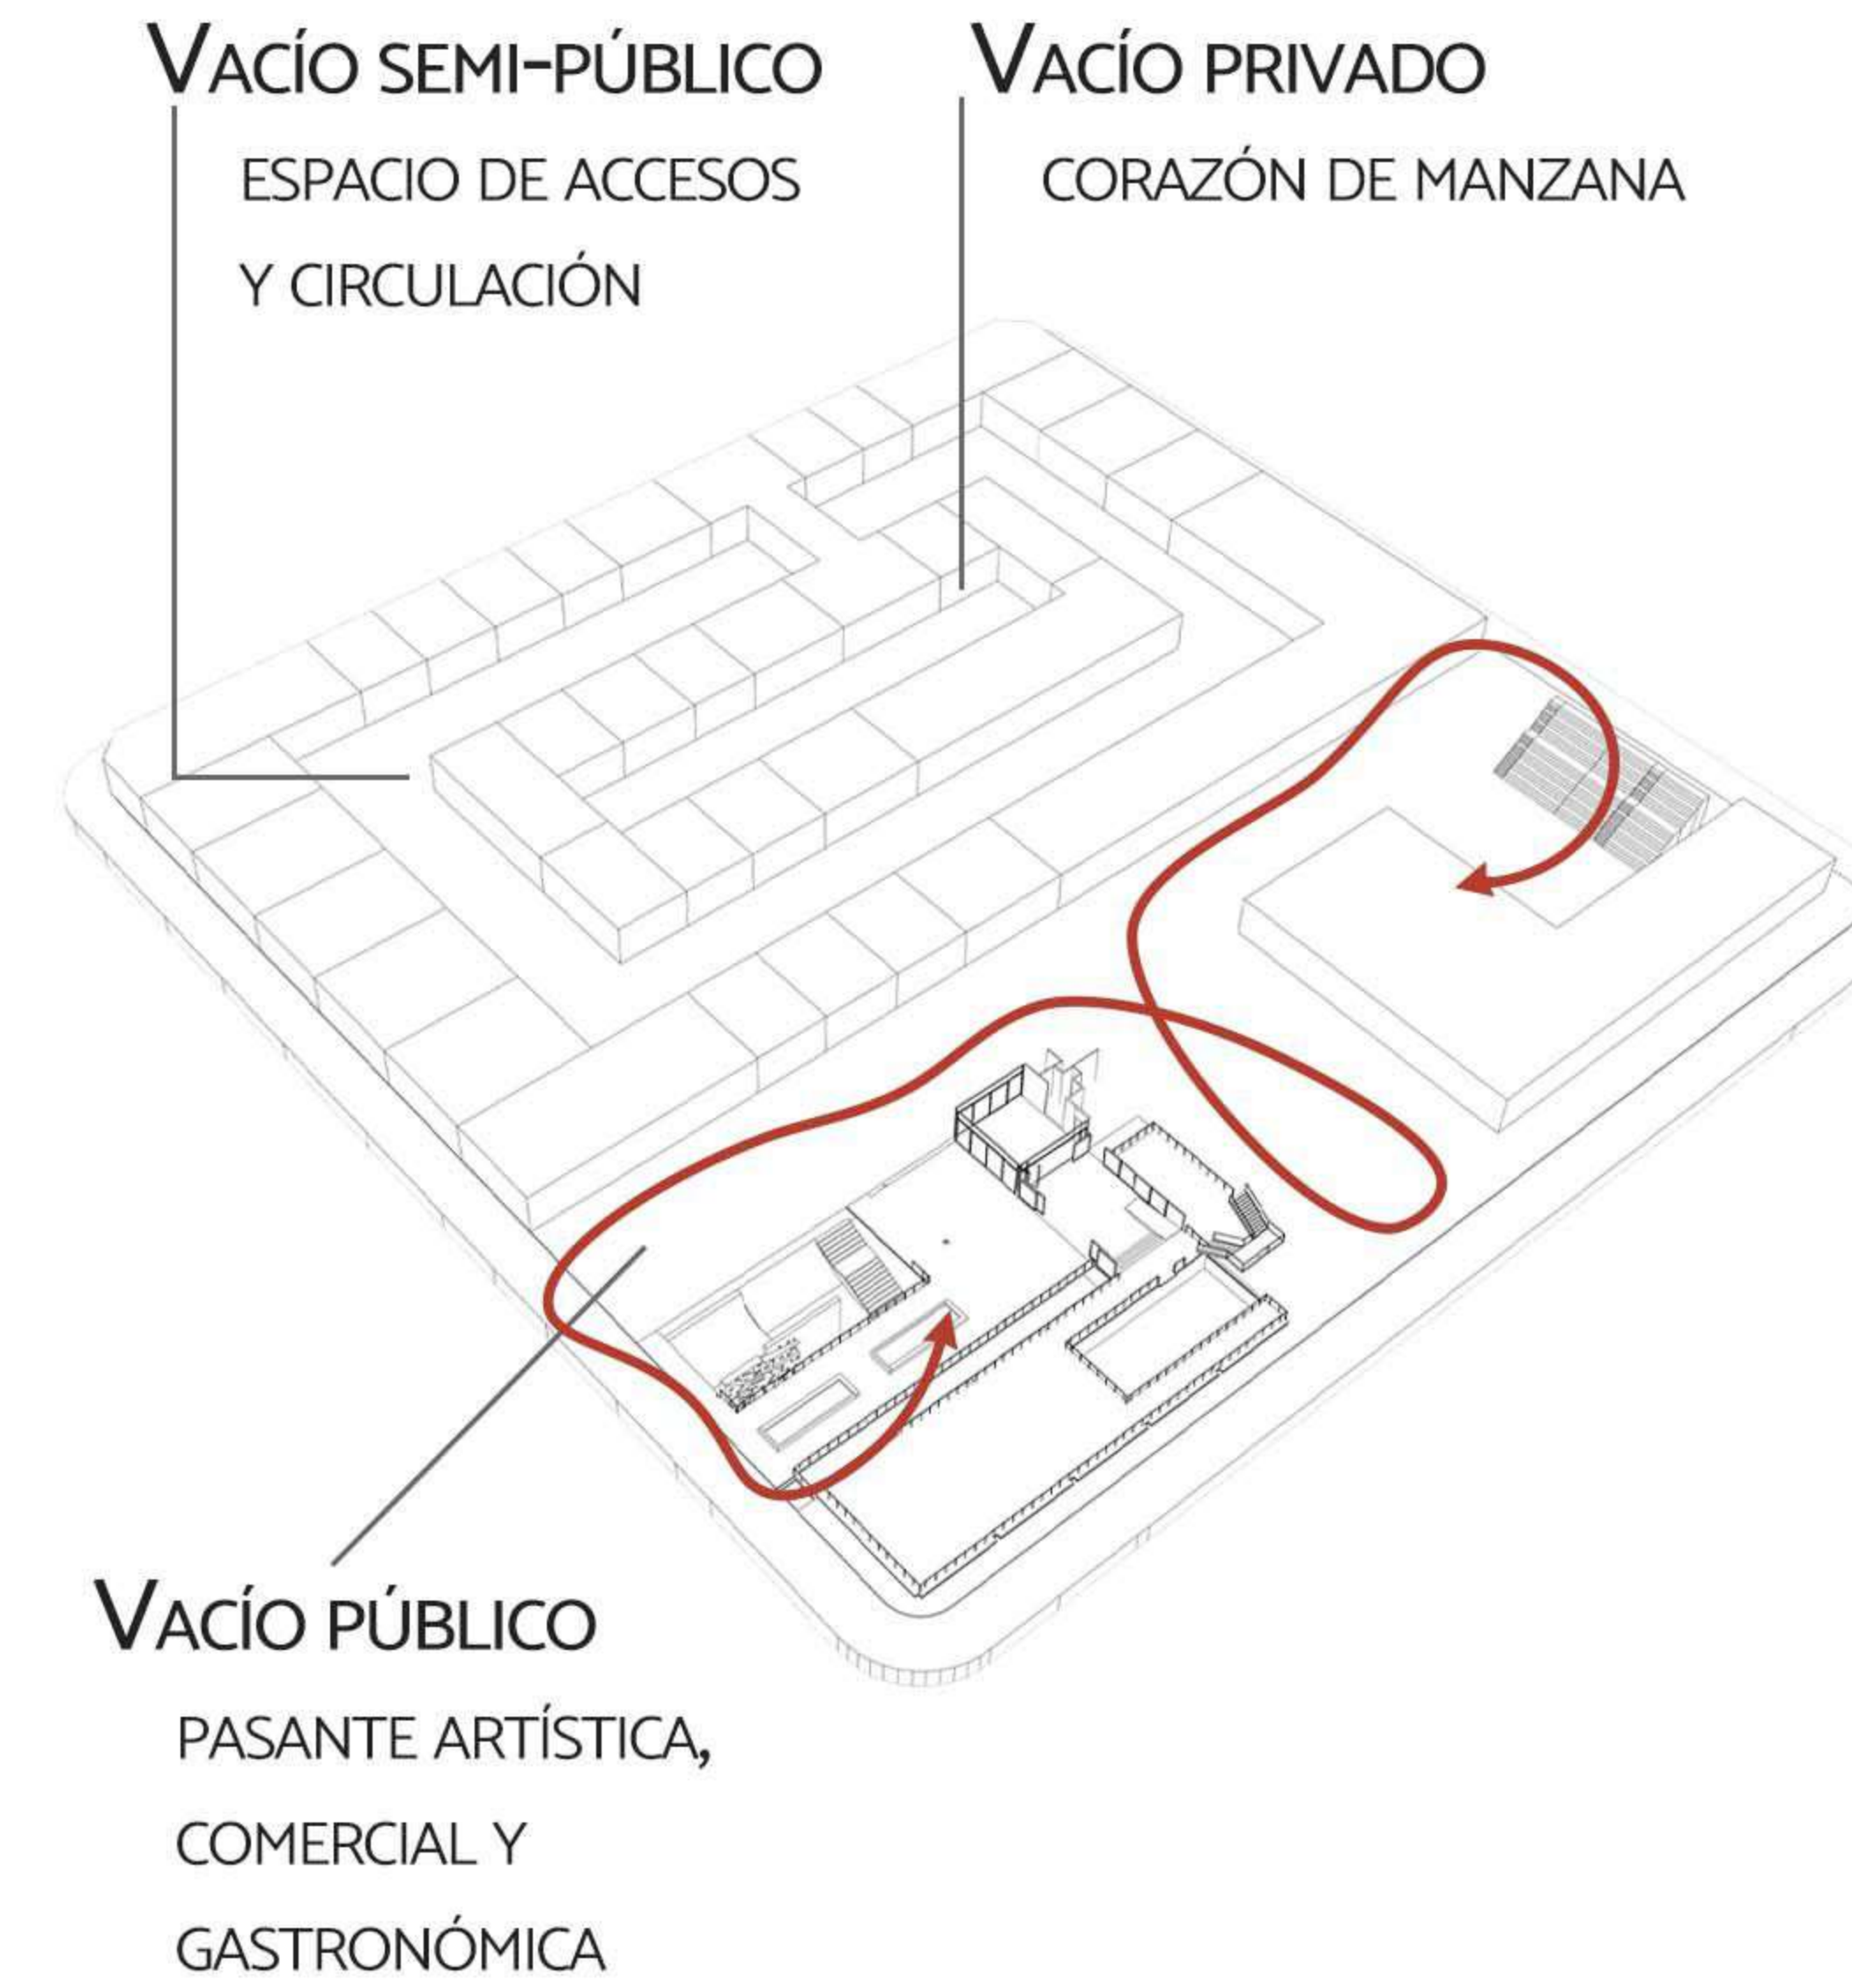 VACÍO SEMI-PÚBLICO
ESPACIO DE ACCESOS
Y CIRCULACIÓN
VACÍO PRIVADO
CORAZÓN DE MANZANA
VACÍO PÚBLICO
PASANTE ARTÍSTICA,
COMERCIAL Y
GASTRONÓMICA